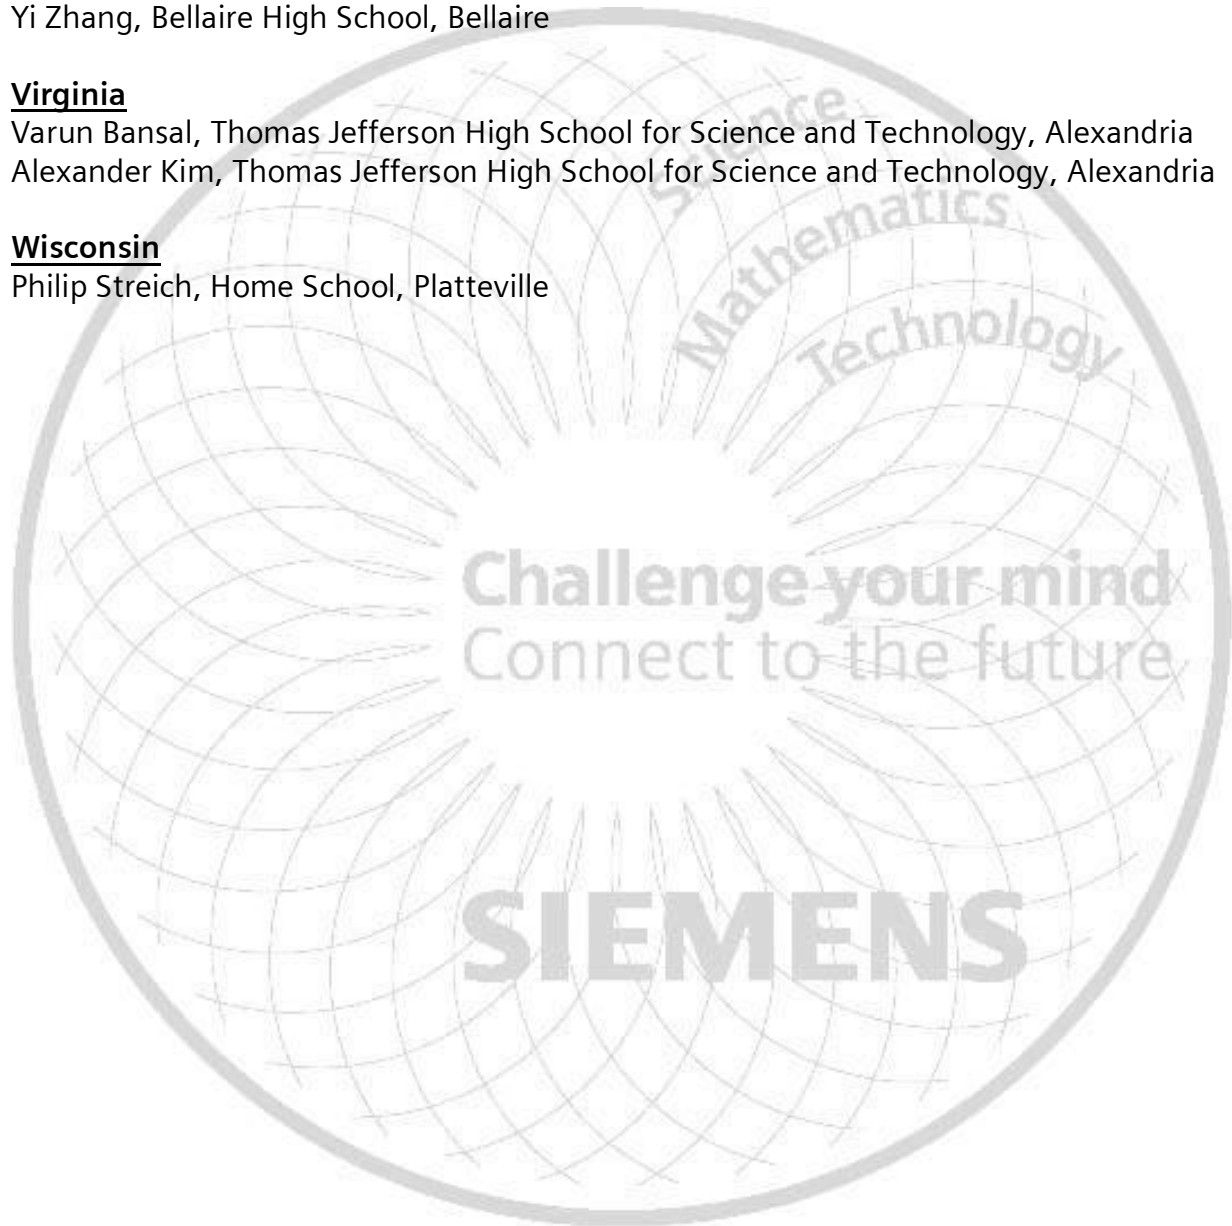 Yi Zhang, Bellaire High School, Bellaire
Virginia
Varun Bansal, Thomas Jefferson High School for Science and Technology, Alexandria
Alexander Kim, Thomas Jefferson High School for Science and Technology, Alexandria
Wisconsin
Philip Streich, Home School, Platteville
Science
Mathematics
Technology
Challenge your mind
Connect to the future
SIEMENS